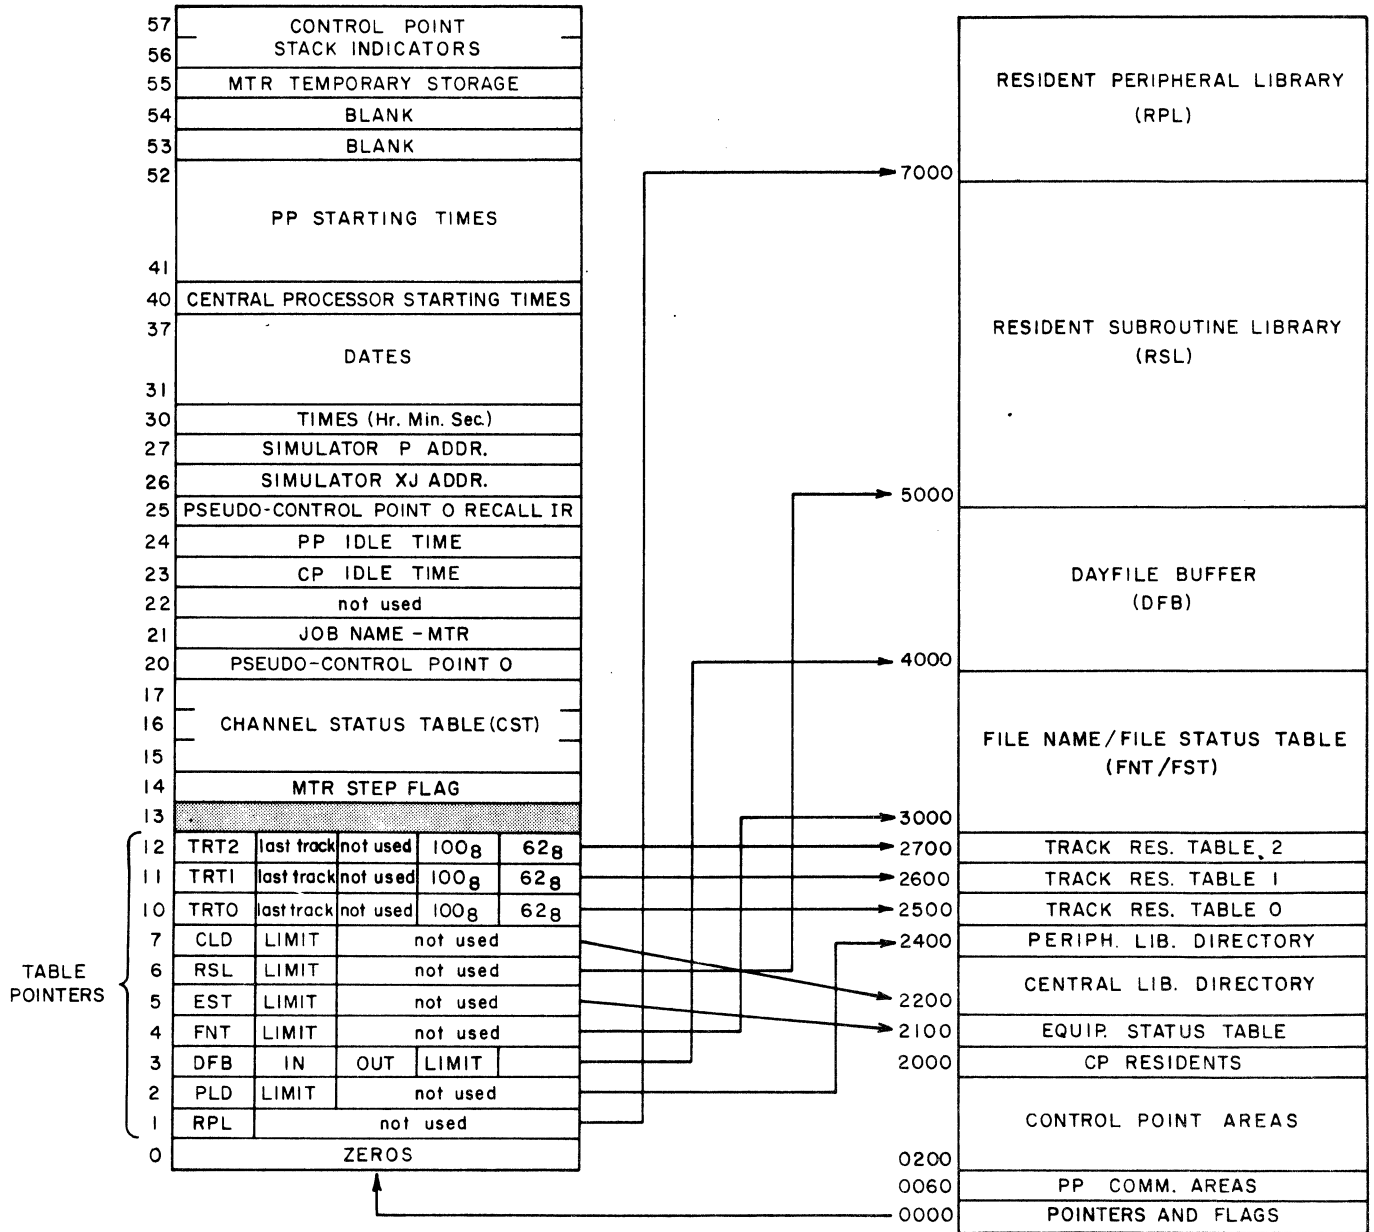 57 CONTROL POINT
56 STACK INDICATORS
55 MTR TEMPORARY STORAGE
54 BLANK
53 BLANK
52
PP STARTING TIMES
41
40 CENTRAL PROCESSOR STARTING TIMES
37
DATES
31
30 TIMES (Hr. Min. Sec.)
27 SIMULATOR P ADDR.
26 SIMULATOR XJ ADDR.
25 PSEUDO-CONTROL POINT O RECALL IR
24 PP IDLE TIME
23 CP IDLE TIME
22 not used
21 JOB NAME - MTR
20 PSEUDO-CONTROL POINT O
17
16 CHANNEL STATUS TABLE (CST)
15
14 MTR STEP FLAG
13
12 TRT2 last track not used 100₈ 62₈
11 TRT1 last track not used 100₈ 62₈
10 TRT0 last track not used 100₈ 62₈
7 CLD LIMIT not used
6 RSL LIMIT not used
5 EST LIMIT not used
4 FNT LIMIT not used
3 DFB IN OUT LIMIT
2 PLD LIMIT not used
1 RPL not used
0 ZEROS
TABLE
POINTERS
RESIDENT PERIPHERAL LIBRARY
(RPL)
7000
RESIDENT SUBROUTINE LIBRARY
(RSL)
5000
DAYFILE BUFFER
(DFB)
4000
FILE NAME/FILE STATUS TABLE
(FNT/FST)
3000
2700 TRACK RES. TABLE 2
2600 TRACK RES. TABLE 1
2500 TRACK RES. TABLE 0
2400 PERIPH. LIB. DIRECTORY
CENTRAL LIB. DIRECTORY
2200
2100 EQUIP. STATUS TABLE
2000 CP RESIDENTS
CONTROL POINT AREAS
0200
0060 PP COMM. AREAS
0000 POINTERS AND FLAGS